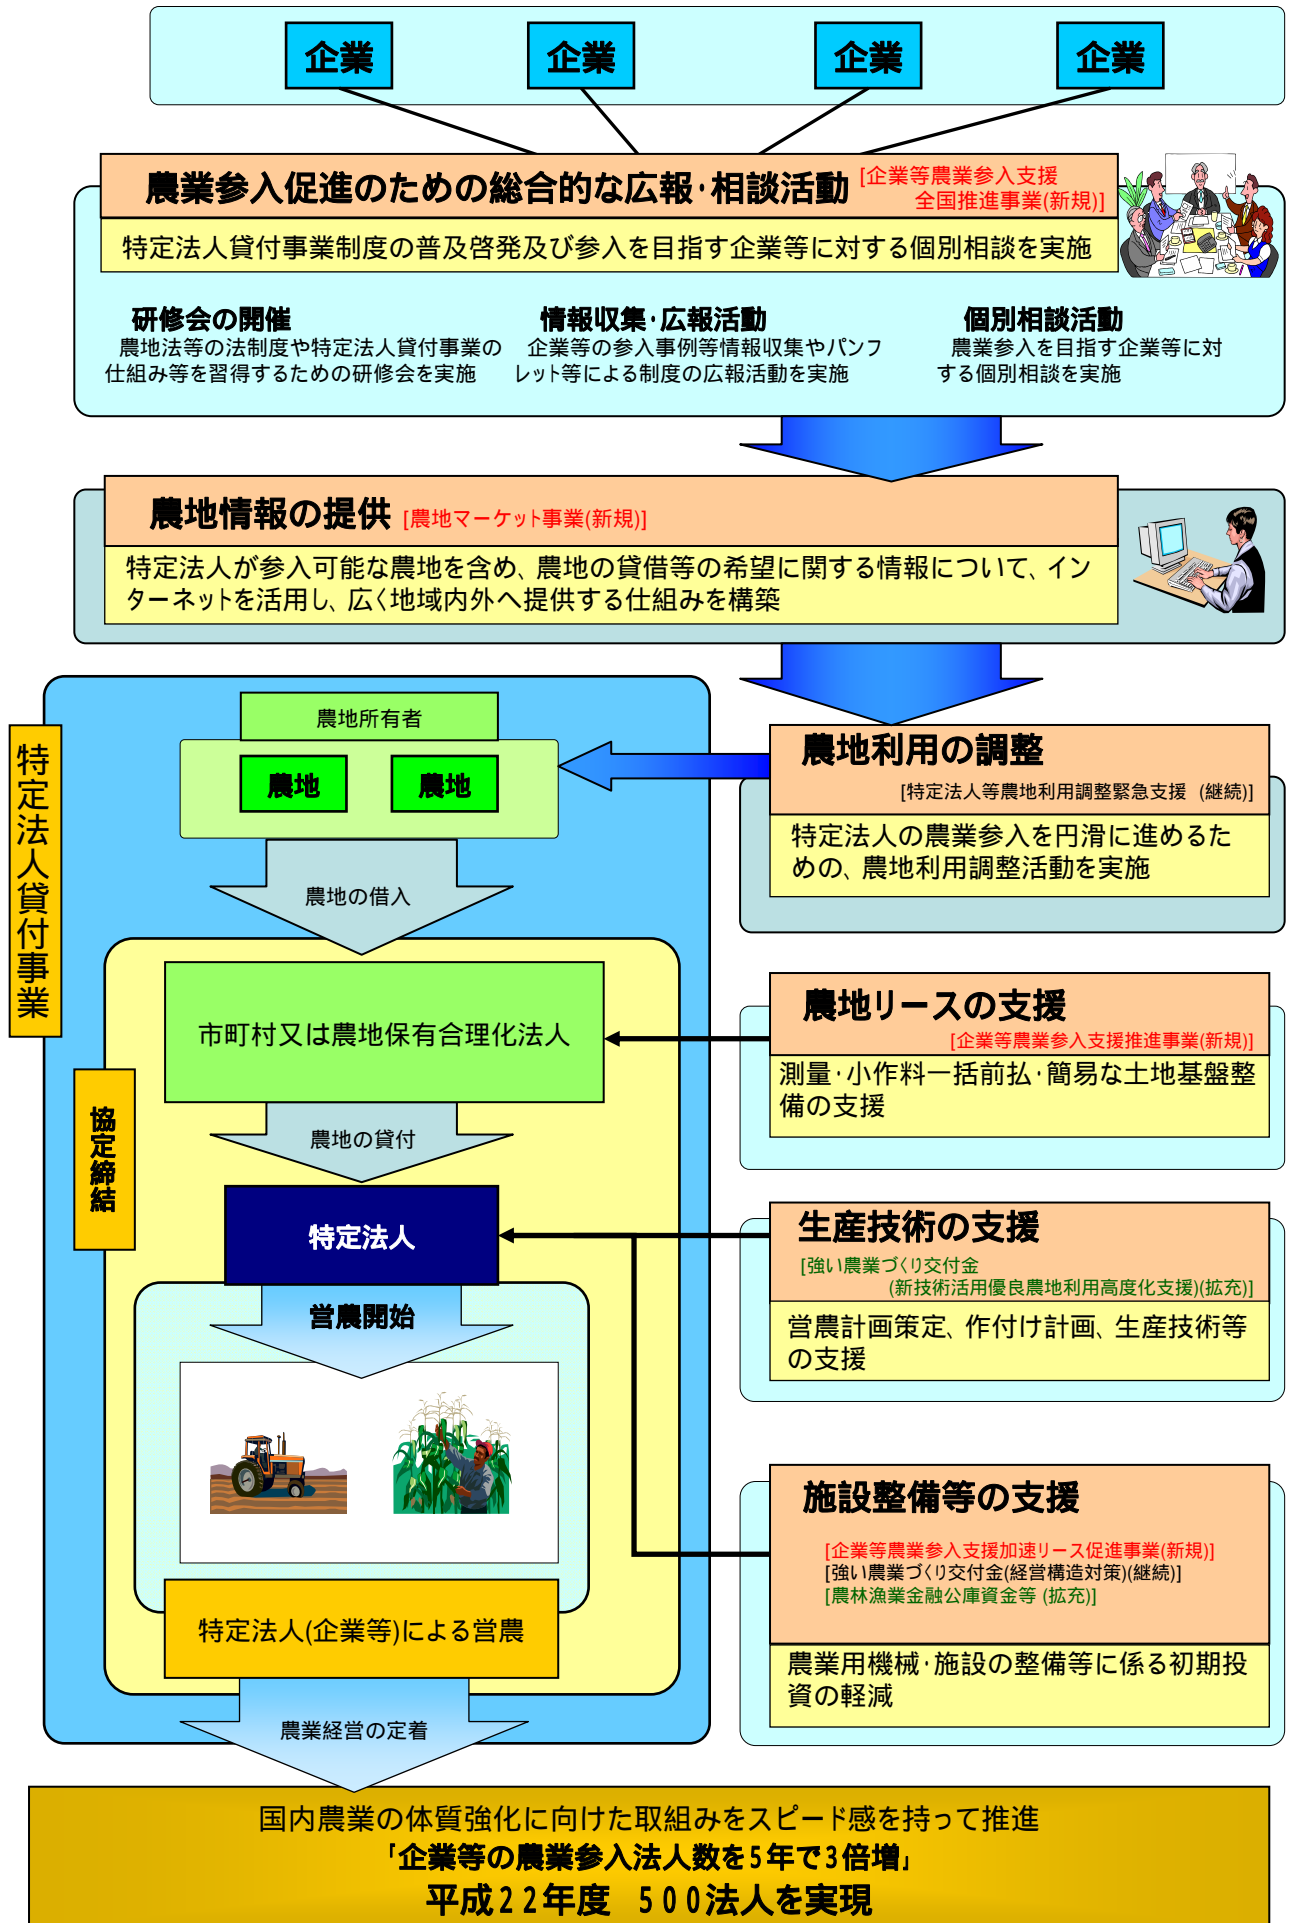 企業 企業 企業 企業
農業参入促進のための総合的な広報・相談活動
[企業等農業参入支援
全国推進事業(新規)]
特定法人貸付事業制度の普及啓発及び参入を目指す企業等に対する個別相談を実施
研修会の開催
農地法等の法制度や特定法人貸付事業の
仕組み等を習得するための研修会を実施
情報収集・広報活動
企業等の参入事例等情報収集やパンフ
レット等による制度の広報活動を実施
個別相談活動
農業参入を目指す企業等に対
する個別相談を実施
農地情報の提供 [農地マーケット事業(新規)]
特定法人が参入可能な農地を含め、農地の貸借等の希望に関する情報について、イン
ターネットを活用し、広く地域内外へ提供する仕組みを構築
特定法人貸付事業
農地所有者
農地 農地
農地の借入
農地利用の調整
[特定法人等農地利用調整緊急支援 (継続)]
特定法人の農業参入を円滑に進めるた
めの、農地利用調整活動を実施
市町村又は農地保有合理化法人
農地リースの支援
[企業等農業参入支援推進事業(新規)]
測量・小作料一括前払・簡易な土地基盤整
備の支援
協定締結
農地の貸付
特定法人
生産技術の支援
[強い農業づくり交付金
(新技術活用優良農地利用高度化支援)(拡充)]
営農計画策定、作付け計画、生産技術等
の支援
営農開始
施設整備等の支援
[企業等農業参入支援加速リース促進事業(新規)]
[強い農業づくり交付金(経営構造対策)(継続)]
[農林漁業金融公庫資金等 (拡充)]
農業用機械・施設の整備等に係る初期投
資の軽減
特定法人(企業等)による営農
農業経営の定着
国内農業の体質強化に向けた取組みをスピード感を持って推進
「企業等の農業参入法人数を5年で3倍増」
平成22年度 500法人を実現